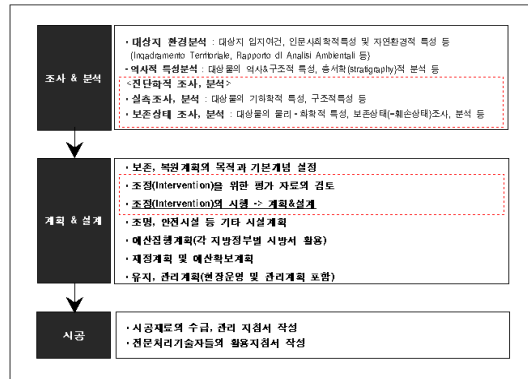 조사 & 분석
• 대상지 환경분석 : 대상지 입지여건, 인문사회학적특성 및 자연환경적 특성 등
(Inqadramento Territoriale, Rapporto di Analisi Ambientali 등)
• 역사적 특성분석 : 대상물의 역사&구조적 특성, 층서학(stratigraphy)적 분석 등
<진단학적 조사, 분석>
• 실측조사, 분석 : 대상물의 기하학적 특성, 구조적특성 등
• 보존상태 조사, 분석 : 대상물의 물리·화학적 특성, 보존상태(=훼손상태)조사, 분석 등
계획 & 설계
• 보존, 복원계획의 목적과 기본개념 설정
• 조정(Intervention)을 위한 평가 자료의 검토
• 조정(Intervention)의 시행 -> 계획&설계
• 조명, 안전시설 등 기타 시설계획
• 예산집행계획(각 지방정부별 시방서 활용)
• 재정계획 및 예산확보계획
• 유지, 관리계획(현장운영 및 관리계획 포함)
시공
• 시공재료의 수급, 관리 지침서 작성
• 전문처리기술자들의 활용지침서 작성